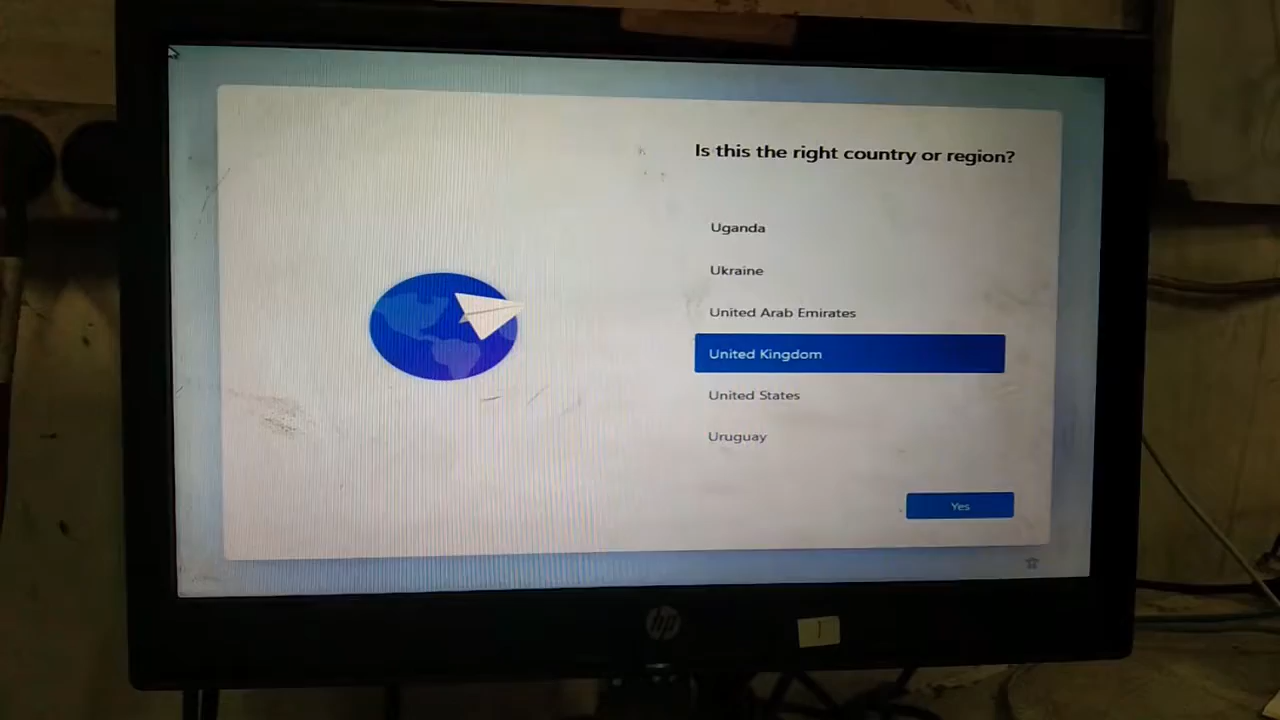 Is this the right country or region?
Uganda
Ukraine
United Arab Emirates
United Kingdom
United States
Uruguay
Yes
hp
1